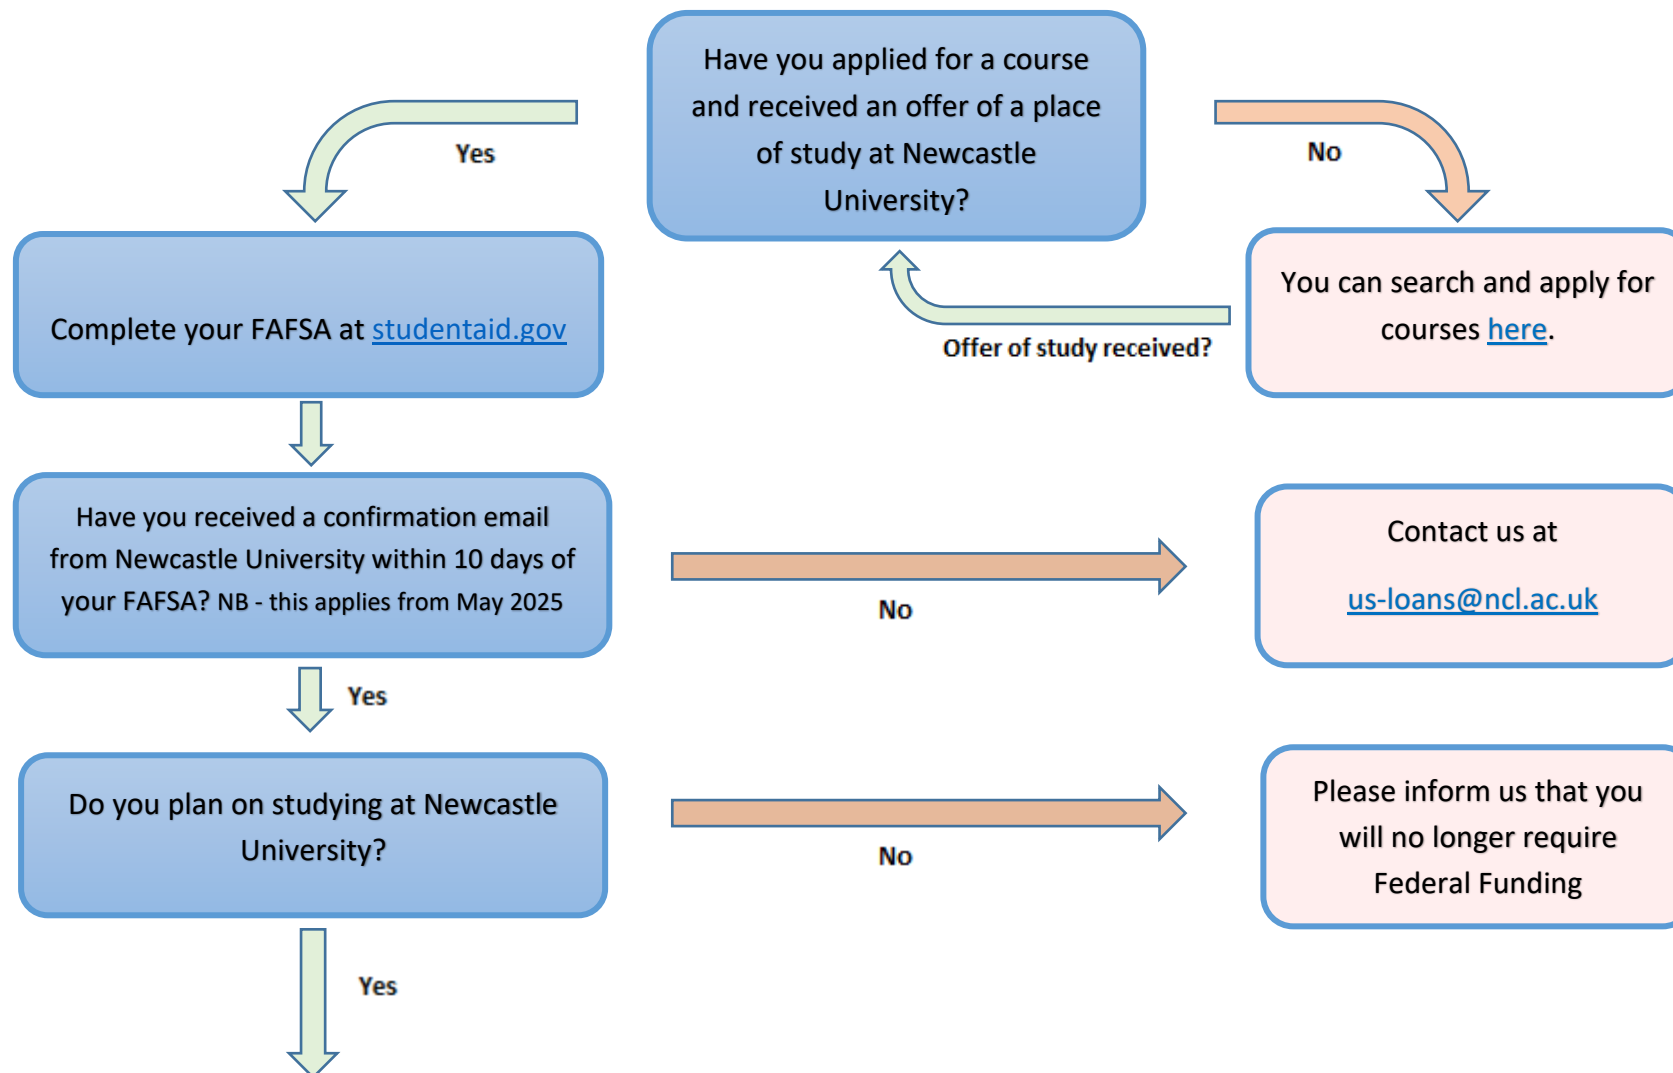 Have you applied for a course
and received an offer of a place
of study at Newcastle
University?
Yes
No
Complete your FAFSA at studentaid.gov
You can search and apply for
courses here.
Offer of study received?
Have you received a confirmation email
from Newcastle University within 10 days of
your FAFSA? NB - this applies from May 2025
No
Contact us at
us-loans@ncl.ac.uk
Yes
Do you plan on studying at Newcastle
University?
No
Please inform us that you
will no longer require
Federal Funding
Yes